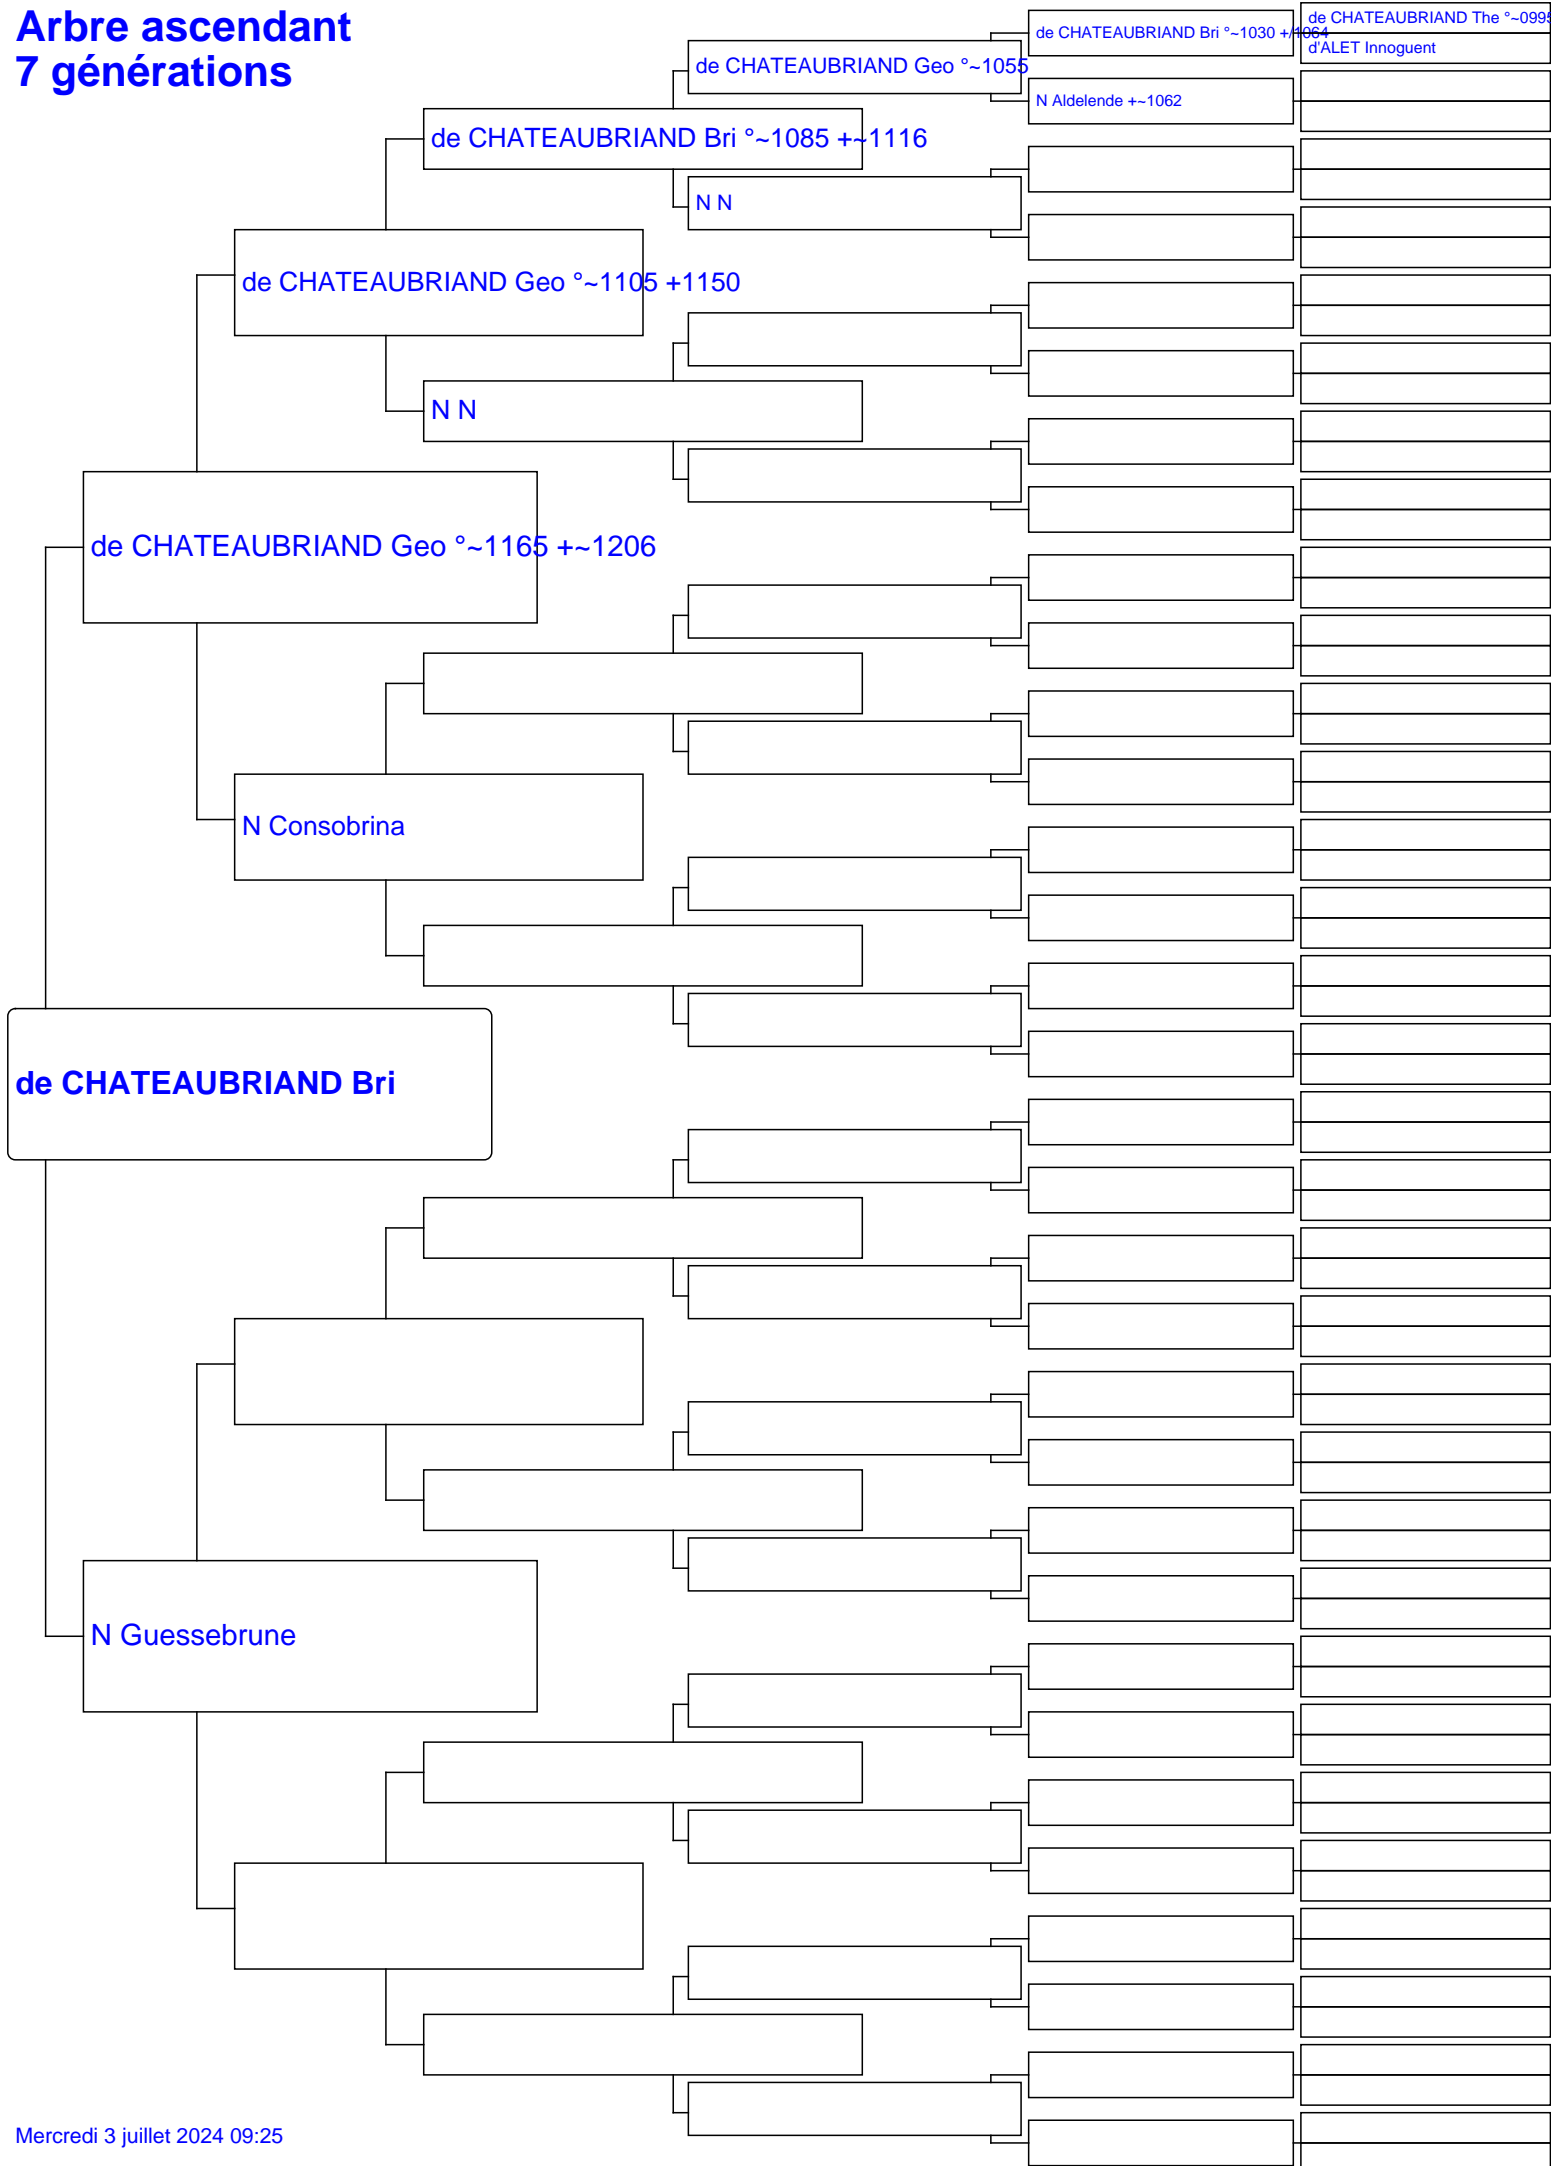 Arbre ascendant
7 générations
de CHATEAUBRIAND Bri °~1030 +/1064
de CHATEAUBRIAND The °~0995
d'ALET Innoguent
de CHATEAUBRIAND Geo °~1055
N Aldelende +~1062
de CHATEAUBRIAND Bri °~1085 +~1116
N N
de CHATEAUBRIAND Geo °~1105 +1150
N N
de CHATEAUBRIAND Geo °~1165 +~1206
N Consobrina
de CHATEAUBRIAND Bri
N Guessebrune
Mercredi 3 juillet 2024 09:25